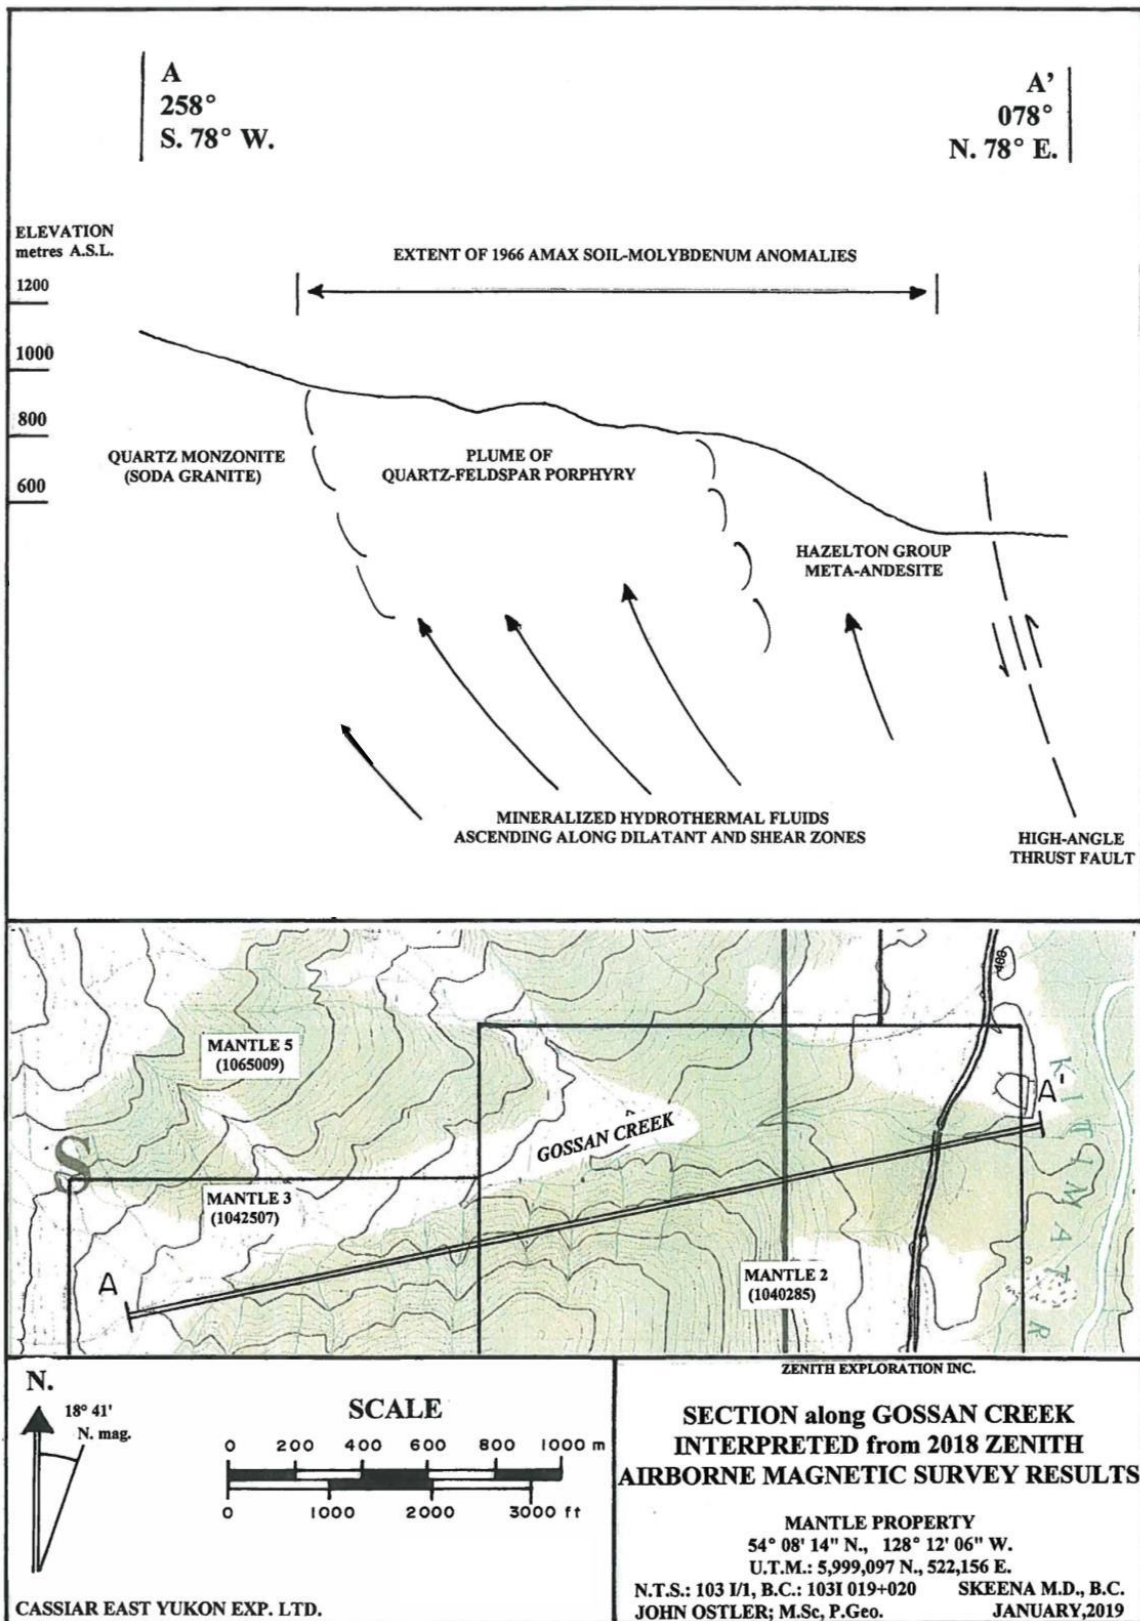 A
258°
S. 78° W.
A'
078°
N. 78° E.
ELEVATION
metres A.S.L.
1200
1000
800
600
EXTENT OF 1966 AMAX SOIL-MOLYBDENUM ANOMALIES
QUARTZ MONZONITE
(SODA GRANITE)
PLUME OF
QUARTZ-FELDSPAR PORPHYRY
HAZELTON GROUP
META-ANDESITE
MINERALIZED HYDROTHERMAL FLUIDS
ASCENDING ALONG DILATANT AND SHEAR ZONES
HIGH-ANGLE
THRUST FAULT
MANTLE 5
(1065009)
GOSSAN CREEK
A'
KITIMAT R
S
MANTLE 3
(1042507)
A
MANTLE 2
(1040285)
N.
18° 41'
N. mag.
SCALE
0 200 400 600 800 1000 m
0 1000 2000 3000 ft
CASSIAR EAST YUKON EXP. LTD.
ZENITH EXPLORATION INC.
SECTION along GOSSAN CREEK
INTERPRETED from 2018 ZENITH
AIRBORNE MAGNETIC SURVEY RESULTS
MANTLE PROPERTY
54° 08' 14" N., 128° 12' 06" W.
U.T.M.: 5,999,097 N., 522,156 E.
N.T.S.: 103 I/1, B.C.: 103I 019+020 SKEENA M.D., B.C.
JOHN OSTLER; M.Sc, P.Geo. JANUARY,2019